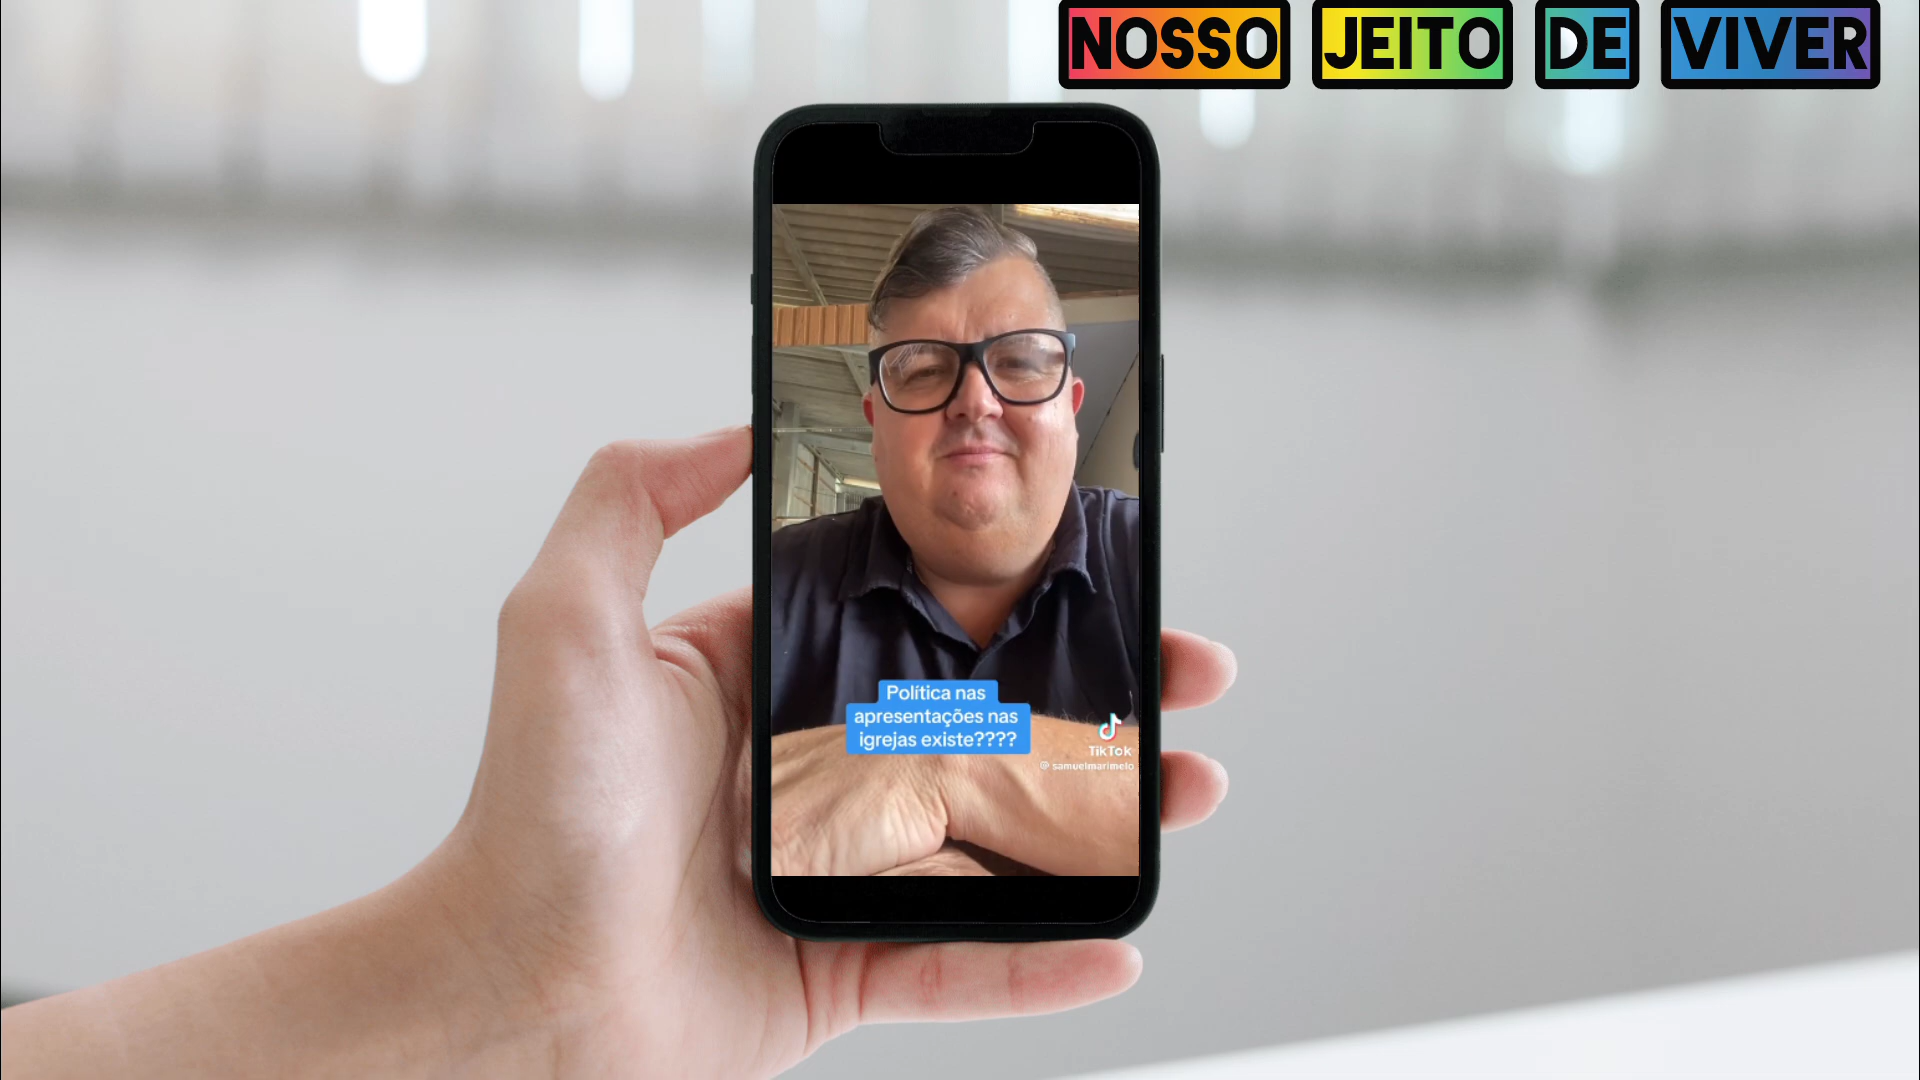 NOSSO JEITO DE VIVER
Política nas
apresentações nas
igrejas existe????
TikTok
@ samuelmarimelo